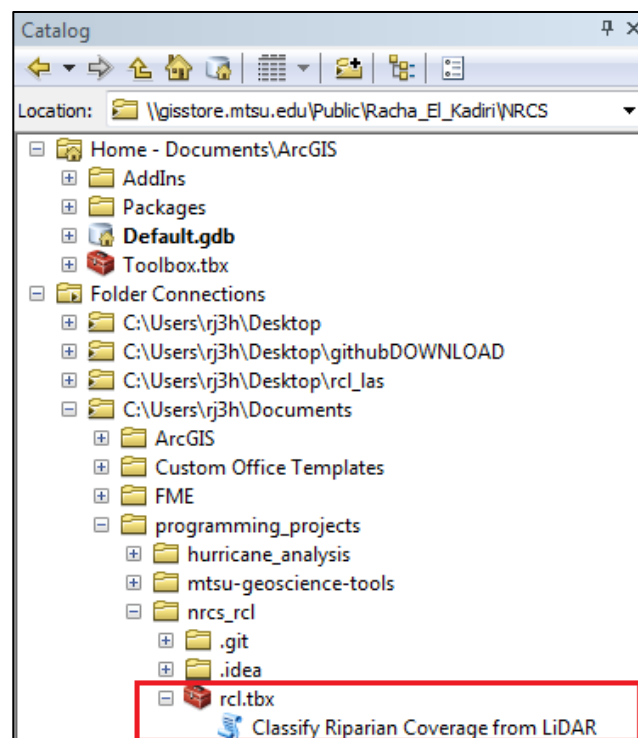 Catalog
Location: \\gisstore.mtsu.edu\Public\Racha_El_Kadiri\NRCS
Home - Documents\ArcGIS
AddIns
Packages
Default.gdb
Toolbox.tbx
Folder Connections
C:\Users\rj3h\Desktop
C:\Users\rj3h\Desktop\githubDOWNLOAD
C:\Users\rj3h\Desktop\rcl_las
C:\Users\rj3h\Documents
ArcGIS
Custom Office Templates
FME
programming_projects
hurricane_analysis
mtsu-geoscience-tools
nrcs_rcl
.git
.idea
rcl.tbx
Classify Riparian Coverage from LiDAR